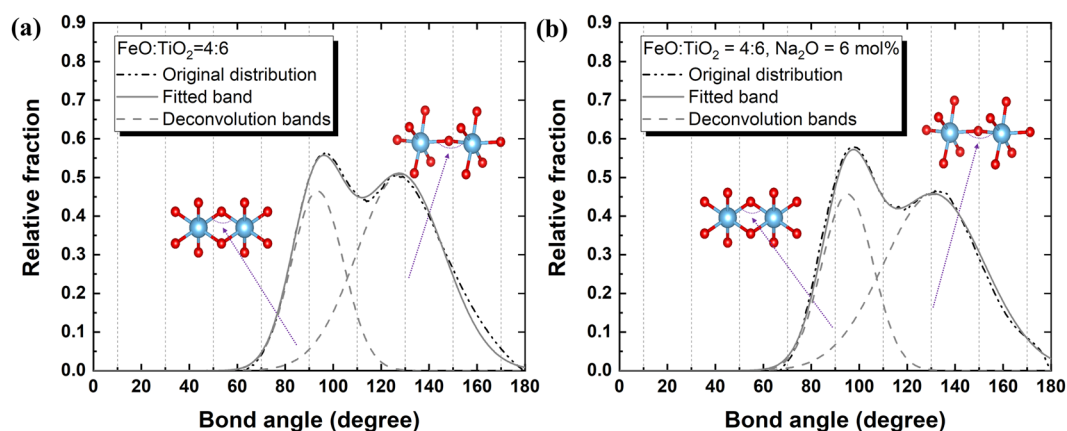 (a)
Relative fraction
0.9
0.8
0.7
0.6
0.5
0.4
0.3
0.2
0.1
0.0
FeO:TiO₂=4:6
Original distribution
Fitted band
Deconvolution bands
0 20 40 60 80 100 120 140 160 180
Bond angle (degree)
(b)
Relative fraction
0.9
0.8
0.7
0.6
0.5
0.4
0.3
0.2
0.1
0.0
FeO:TiO₂ = 4:6, Na₂O = 6 mol%
Original distribution
Fitted band
Deconvolution bands
0 20 40 60 80 100 120 140 160 180
Bond angle (degree)